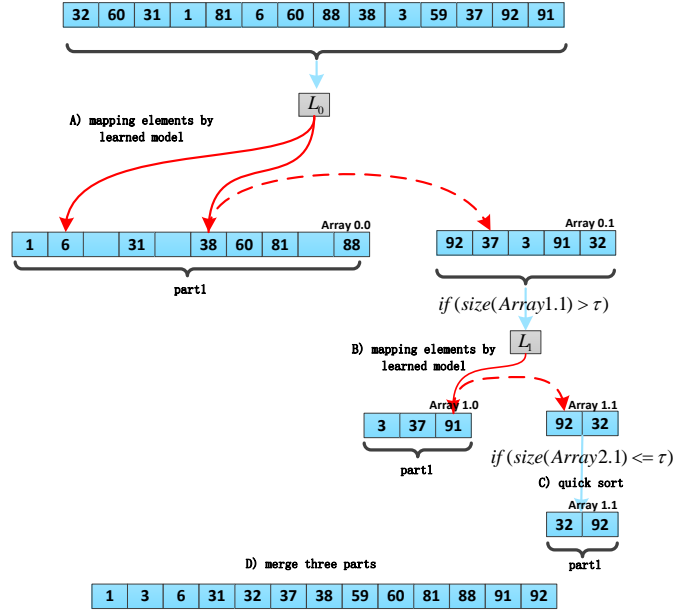 32 60 31 1 81 6 60 88 38 3 59 37 92 91
L0
A) mapping elements by
learned model
Array 0.0
1 6 31 38 60 81 88
part1
Array 0.1
92 37 3 91 32
if (size(Array1.1) > τ)
L1
B) mapping elements by
learned model
Array 1.0
3 37 91
part1
Array 1.1
92 32
if (size(Array2.1) <= τ)
C) quick sort
Array 1.1
32 92
part1
D) merge three parts
1 3 6 31 32 37 38 59 60 81 88 91 92